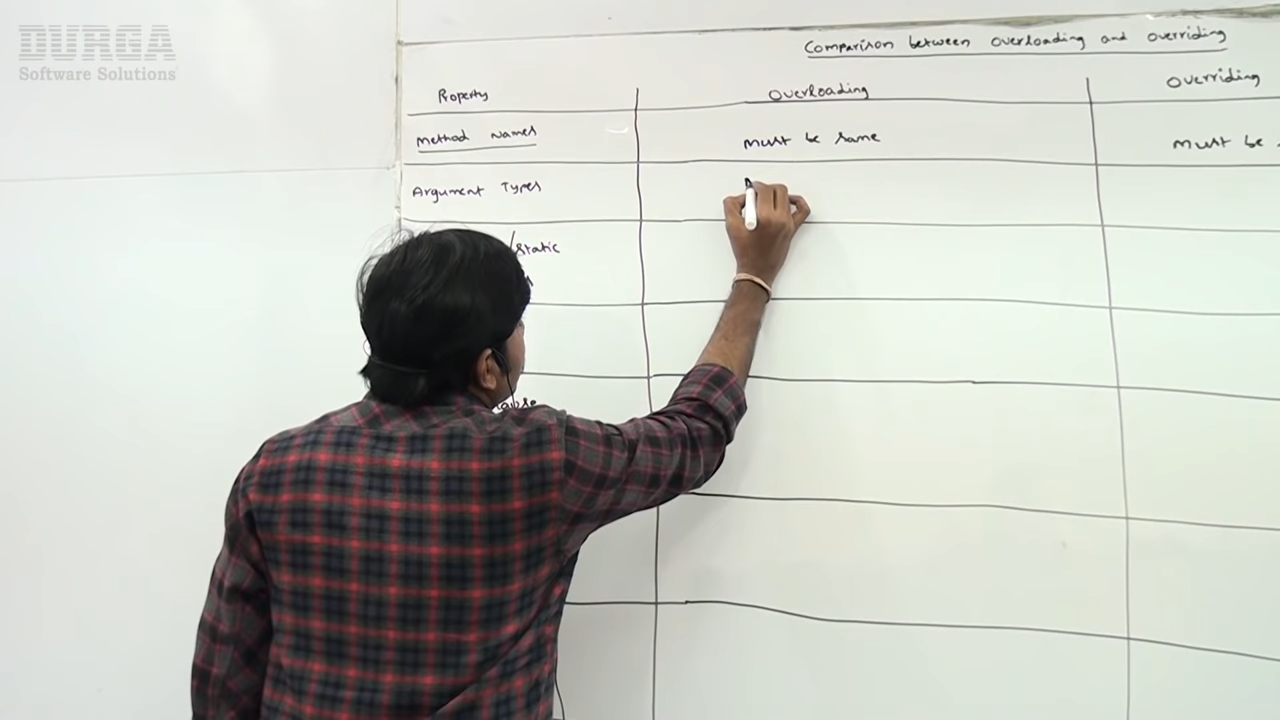 DURGA
Software Solutions
Comparison between overloading and overriding
Property
Overloading
Overriding
Method Names
Must be same
Must be
Argument Types
/static